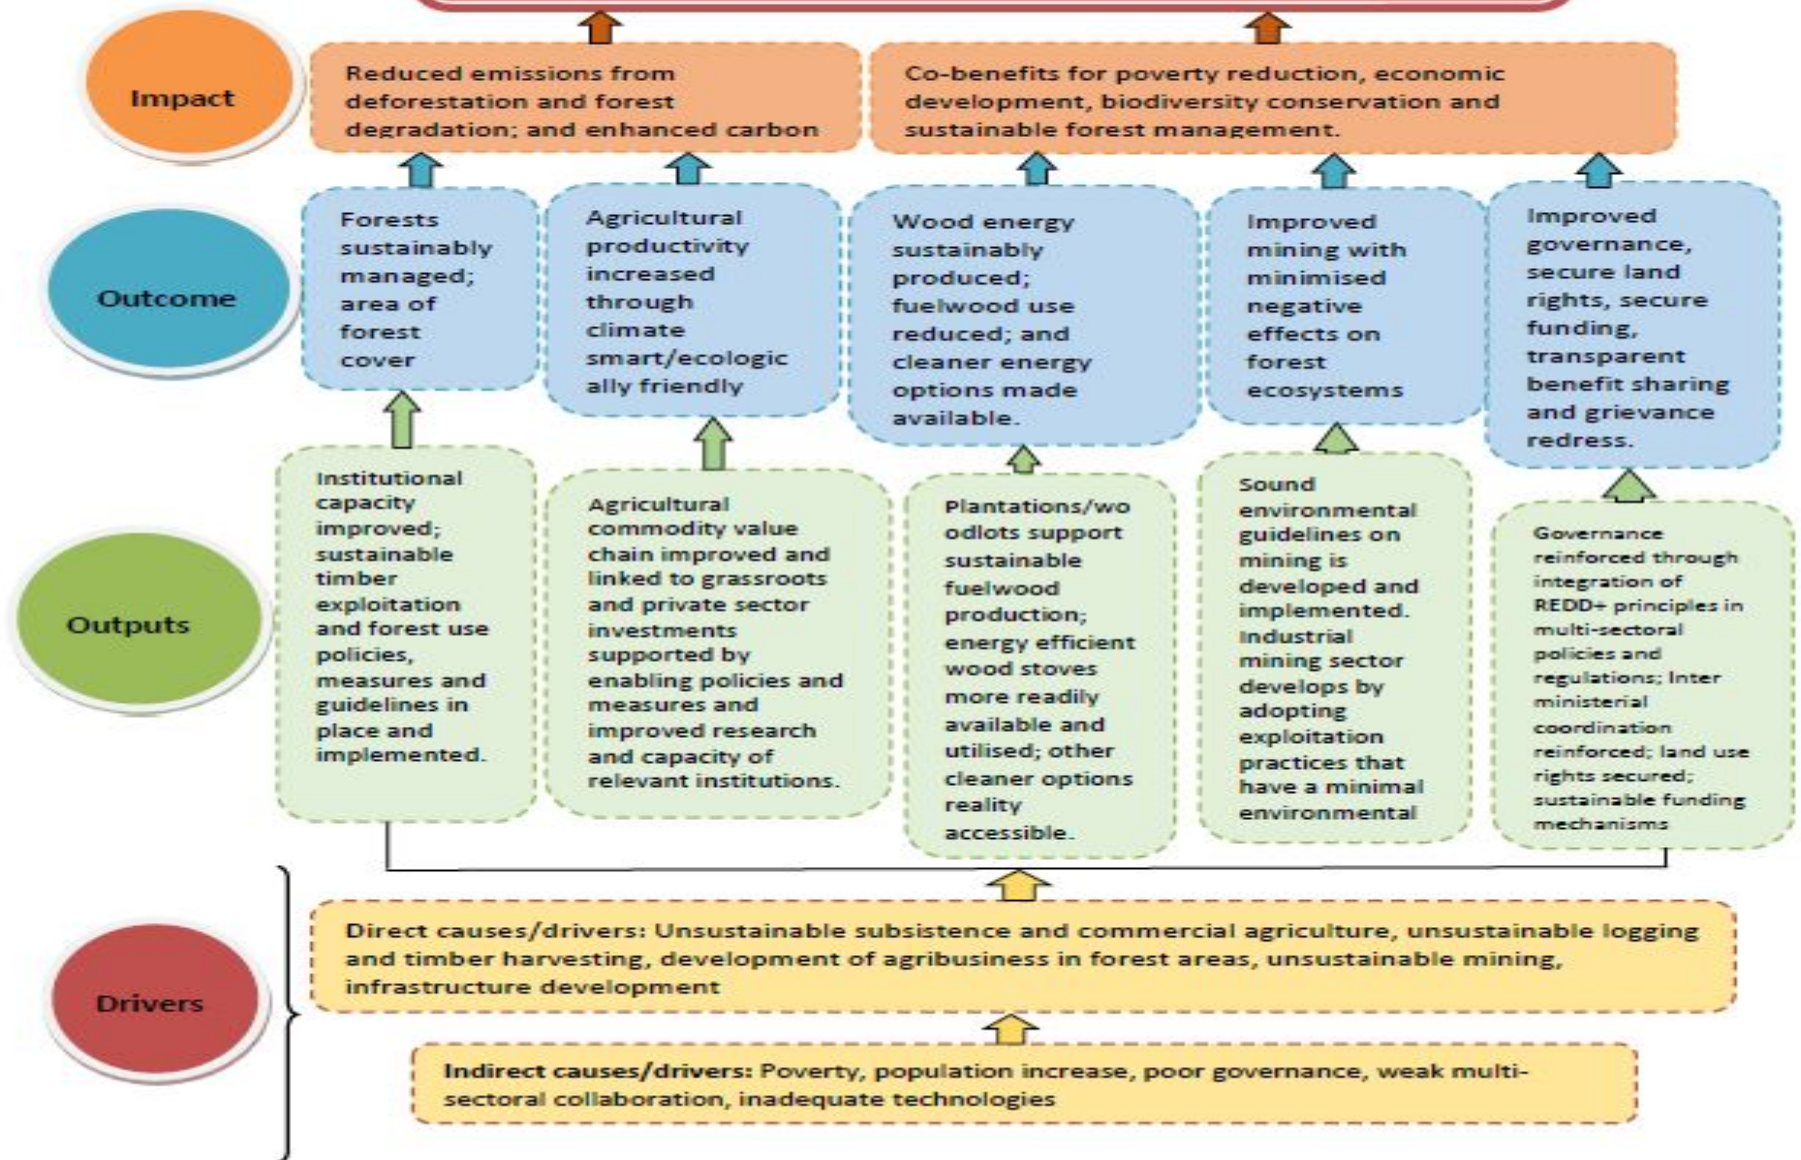 Impact
Reduced emissions from
deforestation and forest
degradation; and enhanced carbon
Co-benefits for poverty reduction, economic
development, biodiversity conservation and
sustainable forest management.
Outcome
Forests
sustainably
managed;
area of
forest
cover
Agricultural
productivity
increased
through
climate
smart/ecologic
ally friendly
Wood energy
sustainably
produced;
fuelwood use
reduced; and
cleaner energy
options made
available.
Improved
mining with
minimised
negative
effects on
forest
ecosystems
Improved
governance,
secure land
rights, secure
funding,
transparent
benefit sharing
and grievance
redress.
Outputs
Institutional
capacity
improved;
sustainable
timber
exploitation
and forest use
policies,
measures and
guidelines in
place and
implemented.
Agricultural
commodity value
chain improved and
linked to grassroots
and private sector
investments
supported by
enabling policies and
measures and
improved research
and capacity of
relevant institutions.
Plantations/wo
odlots support
sustainable
fuelwood
production;
energy efficient
wood stoves
more readily
available and
utilised; other
cleaner options
reality
accessible.
Sound
environmental
guidelines on
mining is
developed and
implemented.
Industrial
mining sector
develops by
adopting
exploitation
practices that
have a minimal
environmental
Governance
reinforced through
integration of
REDD+ principles in
multi-sectoral
policies and
regulations; Inter
ministerial
coordination
reinforced; land use
rights secured;
sustainable funding
mechanisms
Drivers
Direct causes/drivers: Unsustainable subsistence and commercial agriculture, unsustainable logging
and timber harvesting, development of agribusiness in forest areas, unsustainable mining,
infrastructure development
Indirect causes/drivers: Poverty, population increase, poor governance, weak multi-
sectoral collaboration, inadequate technologies